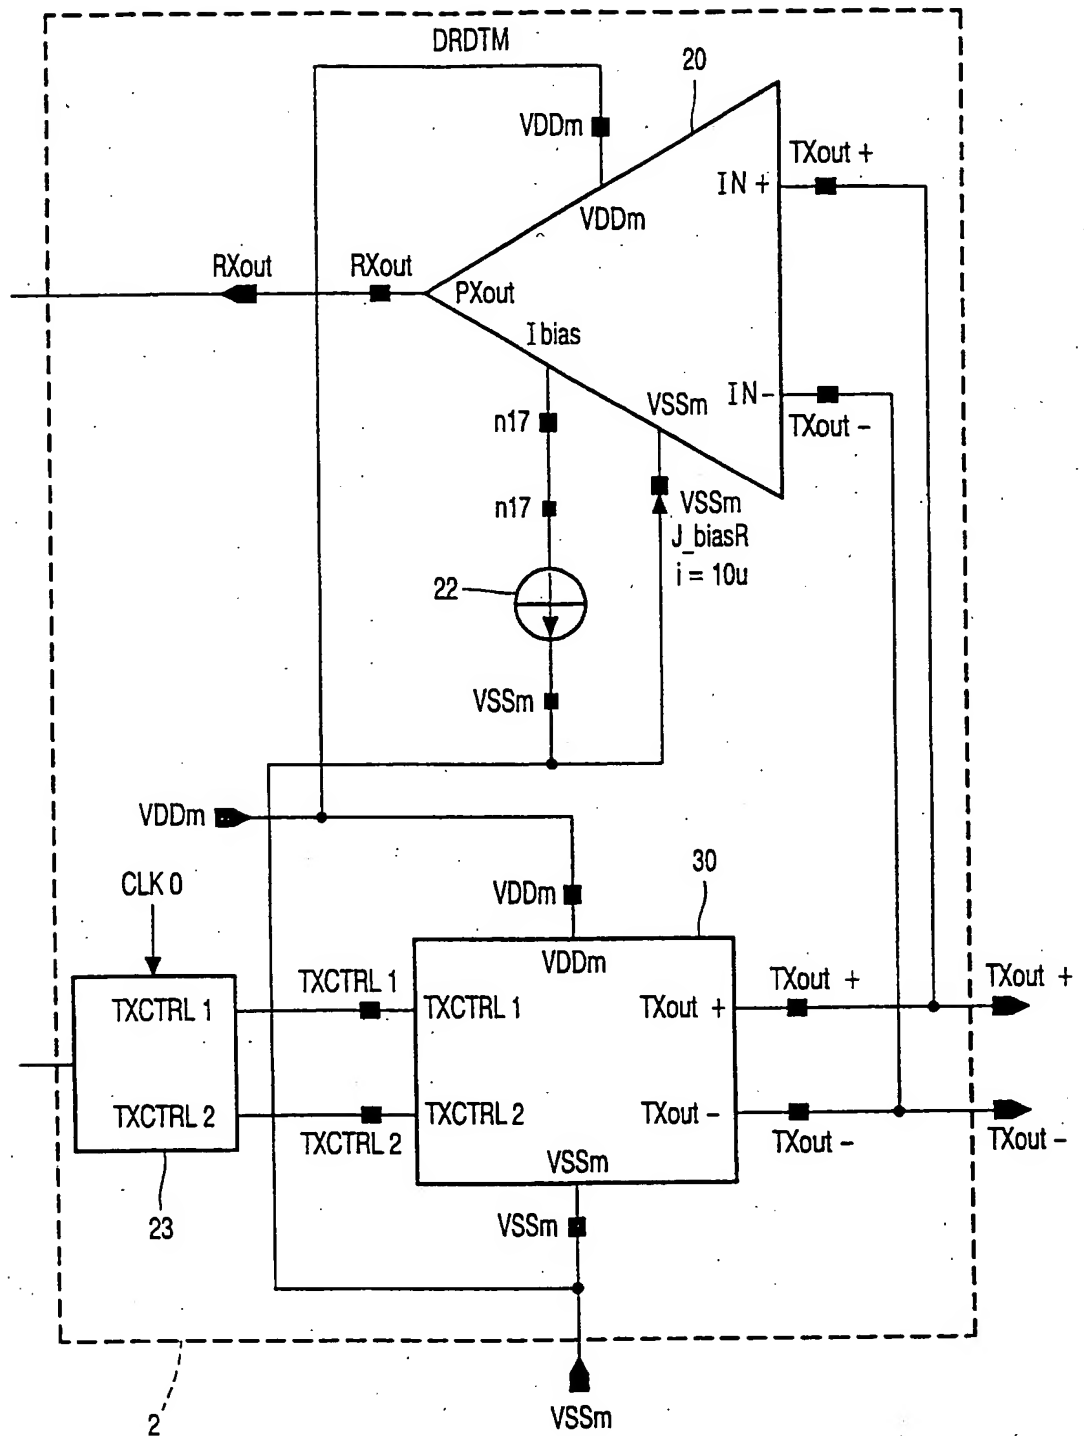 DRDTM
20
VDDm
TXout +
IN +
VDDm
RXout
RXout
PXout
I bias
IN -
VSSm
TXout -
n17
n17
VSSm
J_biasR
i = 10u
22
VSSm
VDDm
30
CLK 0
VDDm
VDDm
TXCTRL 1
TXCTRL 1
TXCTRL 1
TXout +
TXout +
TXout +
TXCTRL 2
TXCTRL 2
TXCTRL 2
TXout -
TXout -
TXout -
VSSm
23
VSSm
2
VSSm